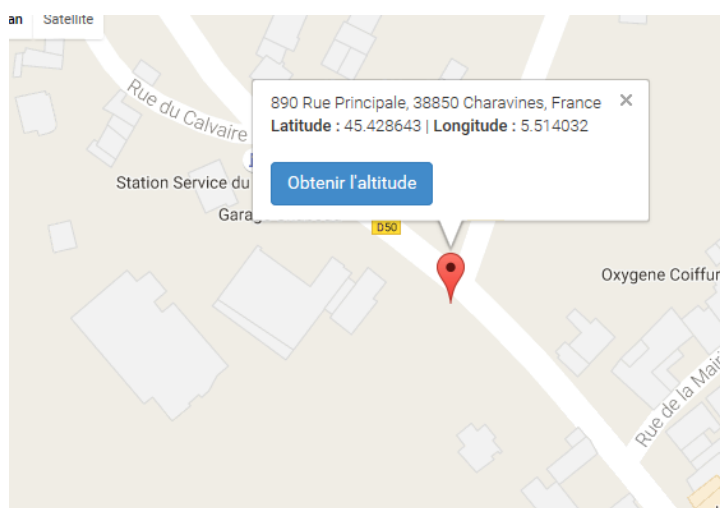 an Satellite
Rue du Calvaire
890 Rue Principale, 38850 Charavines, France ×
Latitude : 45.428643 | Longitude : 5.514032
Obtenir l'altitude
Station Service du
D50
Oxygene Coiffur
Rue de la Mairi